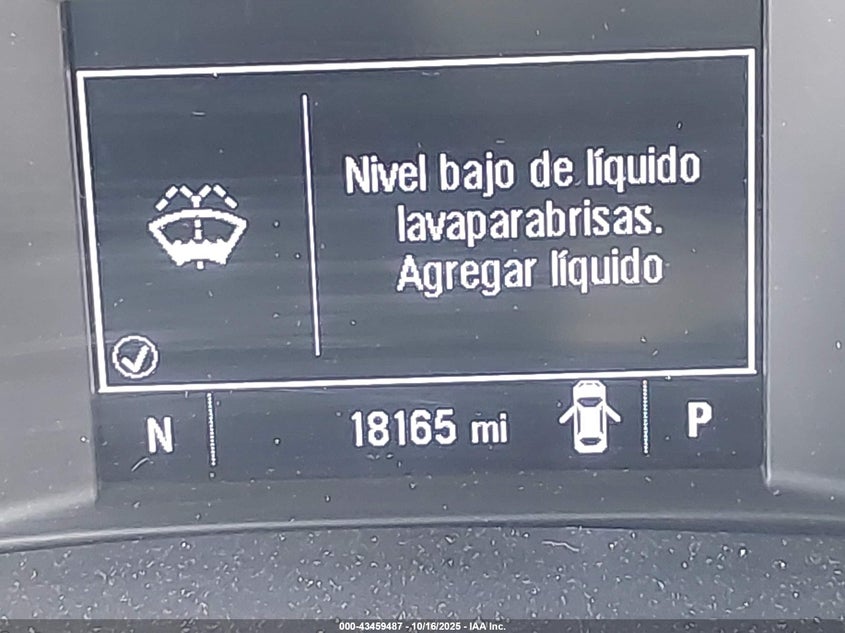 Nivel bajo de líquido
lavaparabrisas.
Agregar líquido
N 18165 mi P
000-43459487 - 10/16/2025 - IAA Inc.